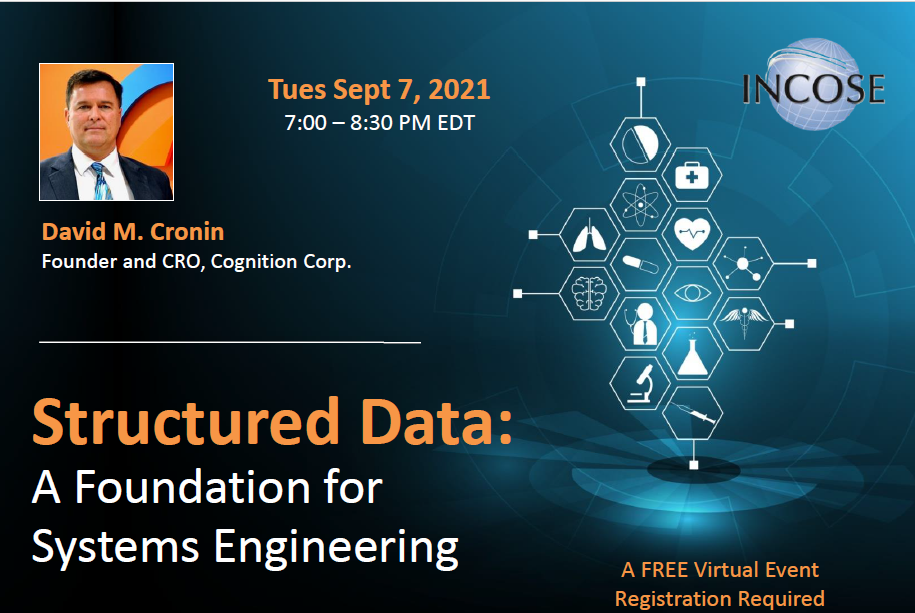 Tues Sept 7, 2021
7:00 – 8:30 PM EDT
INCOSE
David M. Cronin
Founder and CRO, Cognition Corp.
Structured Data:
A Foundation for
Systems Engineering
A FREE Virtual Event
Registration Required